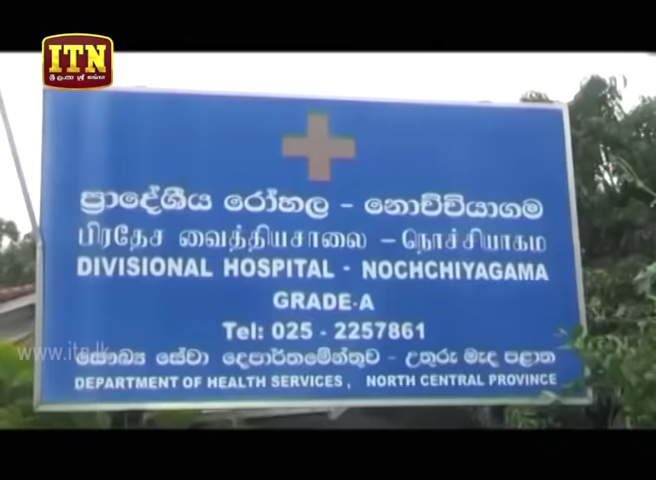 ITN
ශ්‍රී ලංකා ශ්‍රී ලංකා
ප්‍රාදේශීය රෝහල - නොච්චියාගම
பிரதேச வைத்தியசாலை - நொச்சியாகம
DIVISIONAL HOSPITAL - NOCHCHIYAGAMA
GRADE-A
Tel: 025 - 2257861
www.itn.lk
සෞඛ්‍ය සේවා දෙපාර්තමේන්තුව - උතුරු මැද පළාත
DEPARTMENT OF HEALTH SERVICES, NORTH CENTRAL PROVINCE